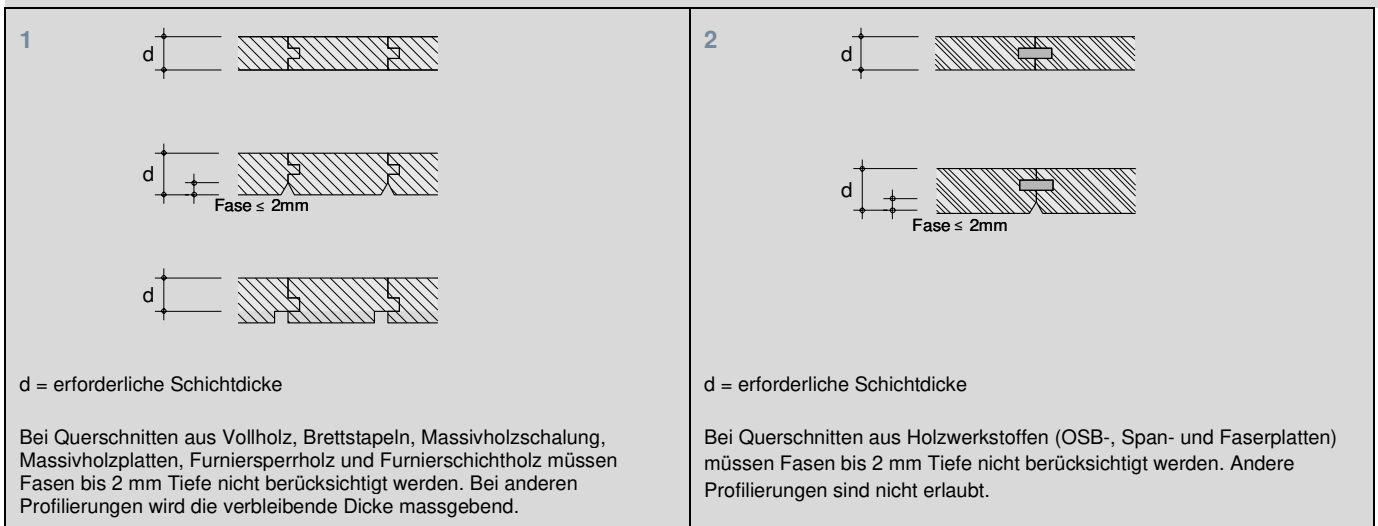 1
d
d
Fase ≤ 2mm
d
d = erforderliche Schichtdicke
Bei Querschnitten aus Vollholz, Brettstapeln, Massivholzschalung,
Massivholzplatten, Furniersperrholz und Furnierschichtholz müssen
Fasen bis 2 mm Tiefe nicht berücksichtigt werden. Bei anderen
Profilierungen wird die verbleibende Dicke massgebend.
2
d
d
Fase ≤ 2mm
d = erforderliche Schichtdicke
Bei Querschnitten aus Holzwerkstoffen (OSB-, Span- und Faserplatten)
müssen Fasen bis 2 mm Tiefe nicht berücksichtigt werden. Andere
Profilierungen sind nicht erlaubt.